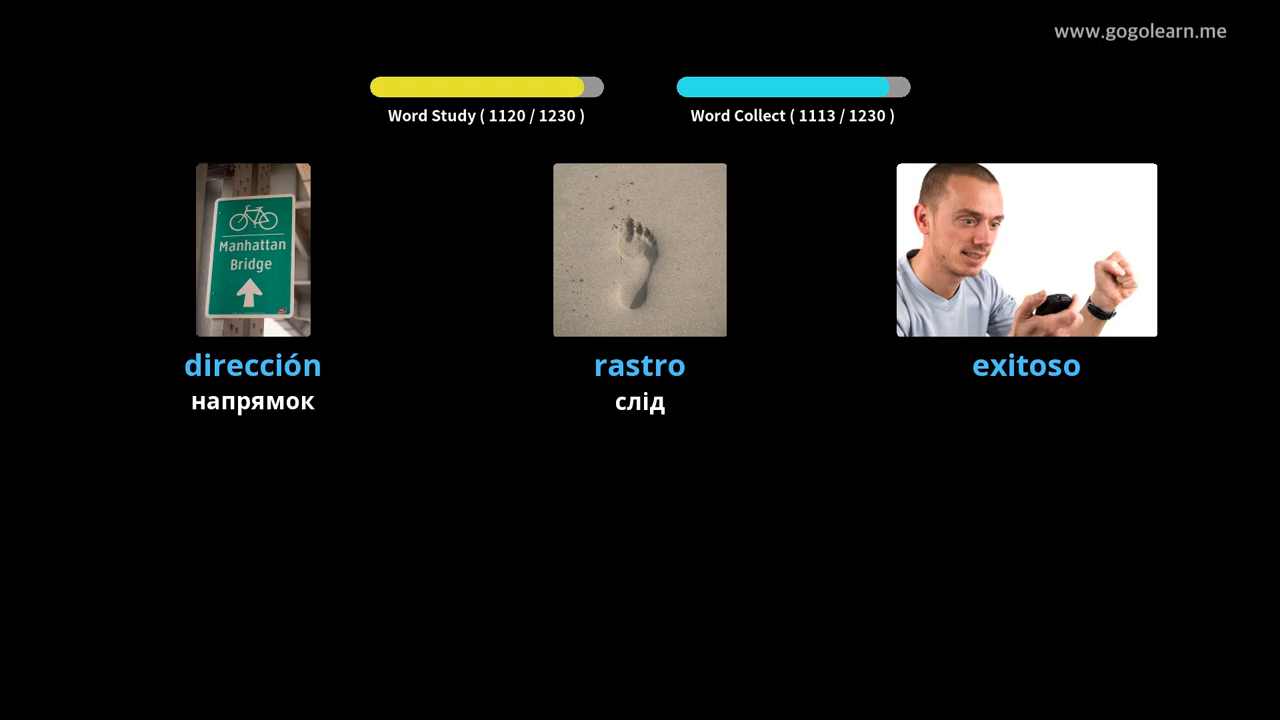 www.gogolearn.me
Word Study ( 1120 / 1230 )
Word Collect ( 1113 / 1230 )
Manhattan
Bridge
dirección
rastro
exitoso
напрямок
слід